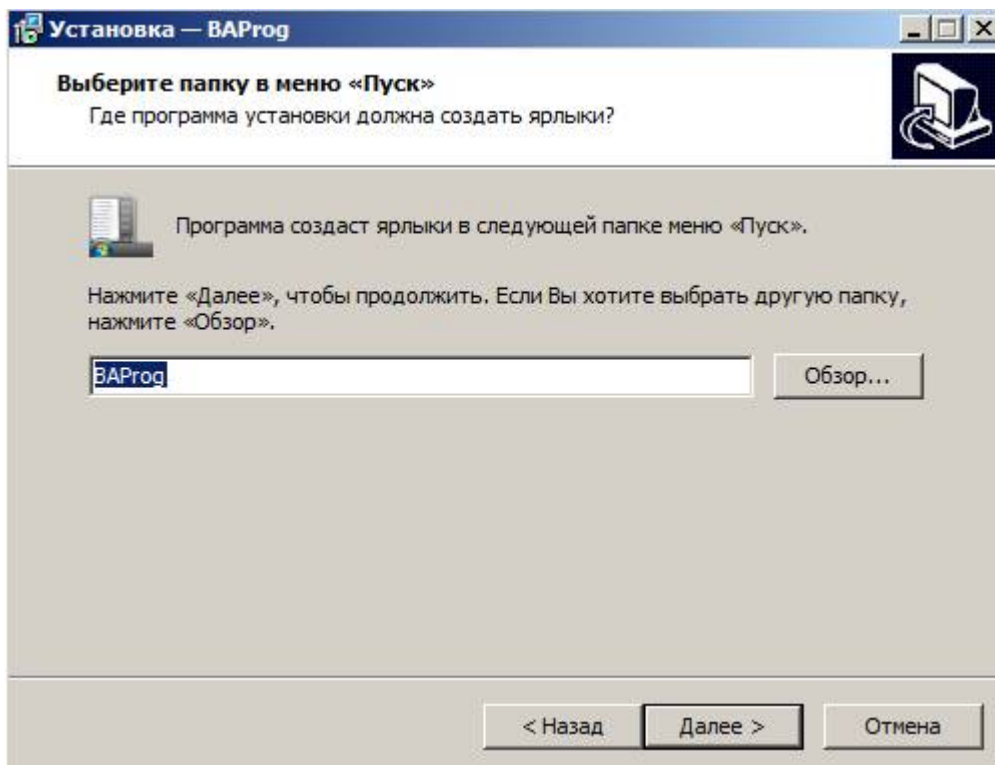 Установка — BAProg
Выберите папку в меню «Пуск»
Где программа установки должна создать ярлыки?
Программа создаст ярлыки в следующей папке меню «Пуск».
Нажмите «Далее», чтобы продолжить. Если Вы хотите выбрать другую папку,
нажмите «Обзор».
BAProg
Обзор...
< Назад
Далее >
Отмена